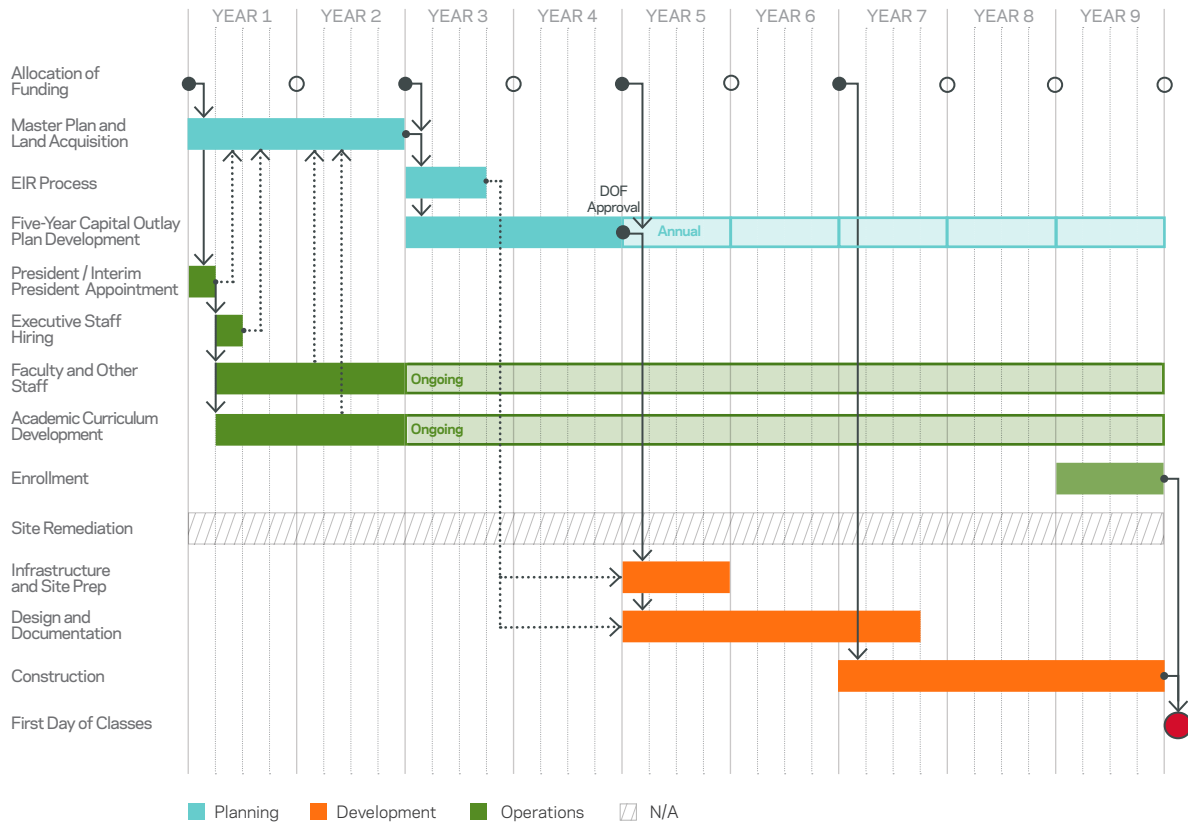 YEAR 1 YEAR 2 YEAR 3 YEAR 4 YEAR 5 YEAR 6 YEAR 7 YEAR 8 YEAR 9
Allocation of
Funding
Master Plan and
Land Acquisition
EIR Process
DOF
Approval
Five-Year Capital Outlay
Plan Development
Annual
President / Interim
President Appointment
Executive Staff
Hiring
Faculty and Other
Staff
Ongoing
Academic Curriculum
Development
Ongoing
Enrollment
Site Remediation
Infrastructure
and Site Prep
Design and
Documentation
Construction
First Day of Classes
Planning Development Operations N/A